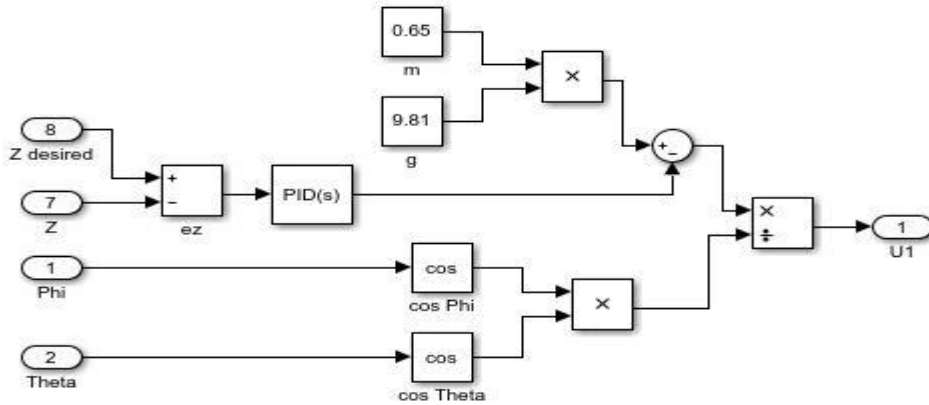 0.65
m
×
9.81
g
+
−
8
Z desired
7
Z
+
−
ez
PID(s)
×
÷
1
U1
1
Phi
cos
cos Phi
×
2
Theta
cos
cos Theta